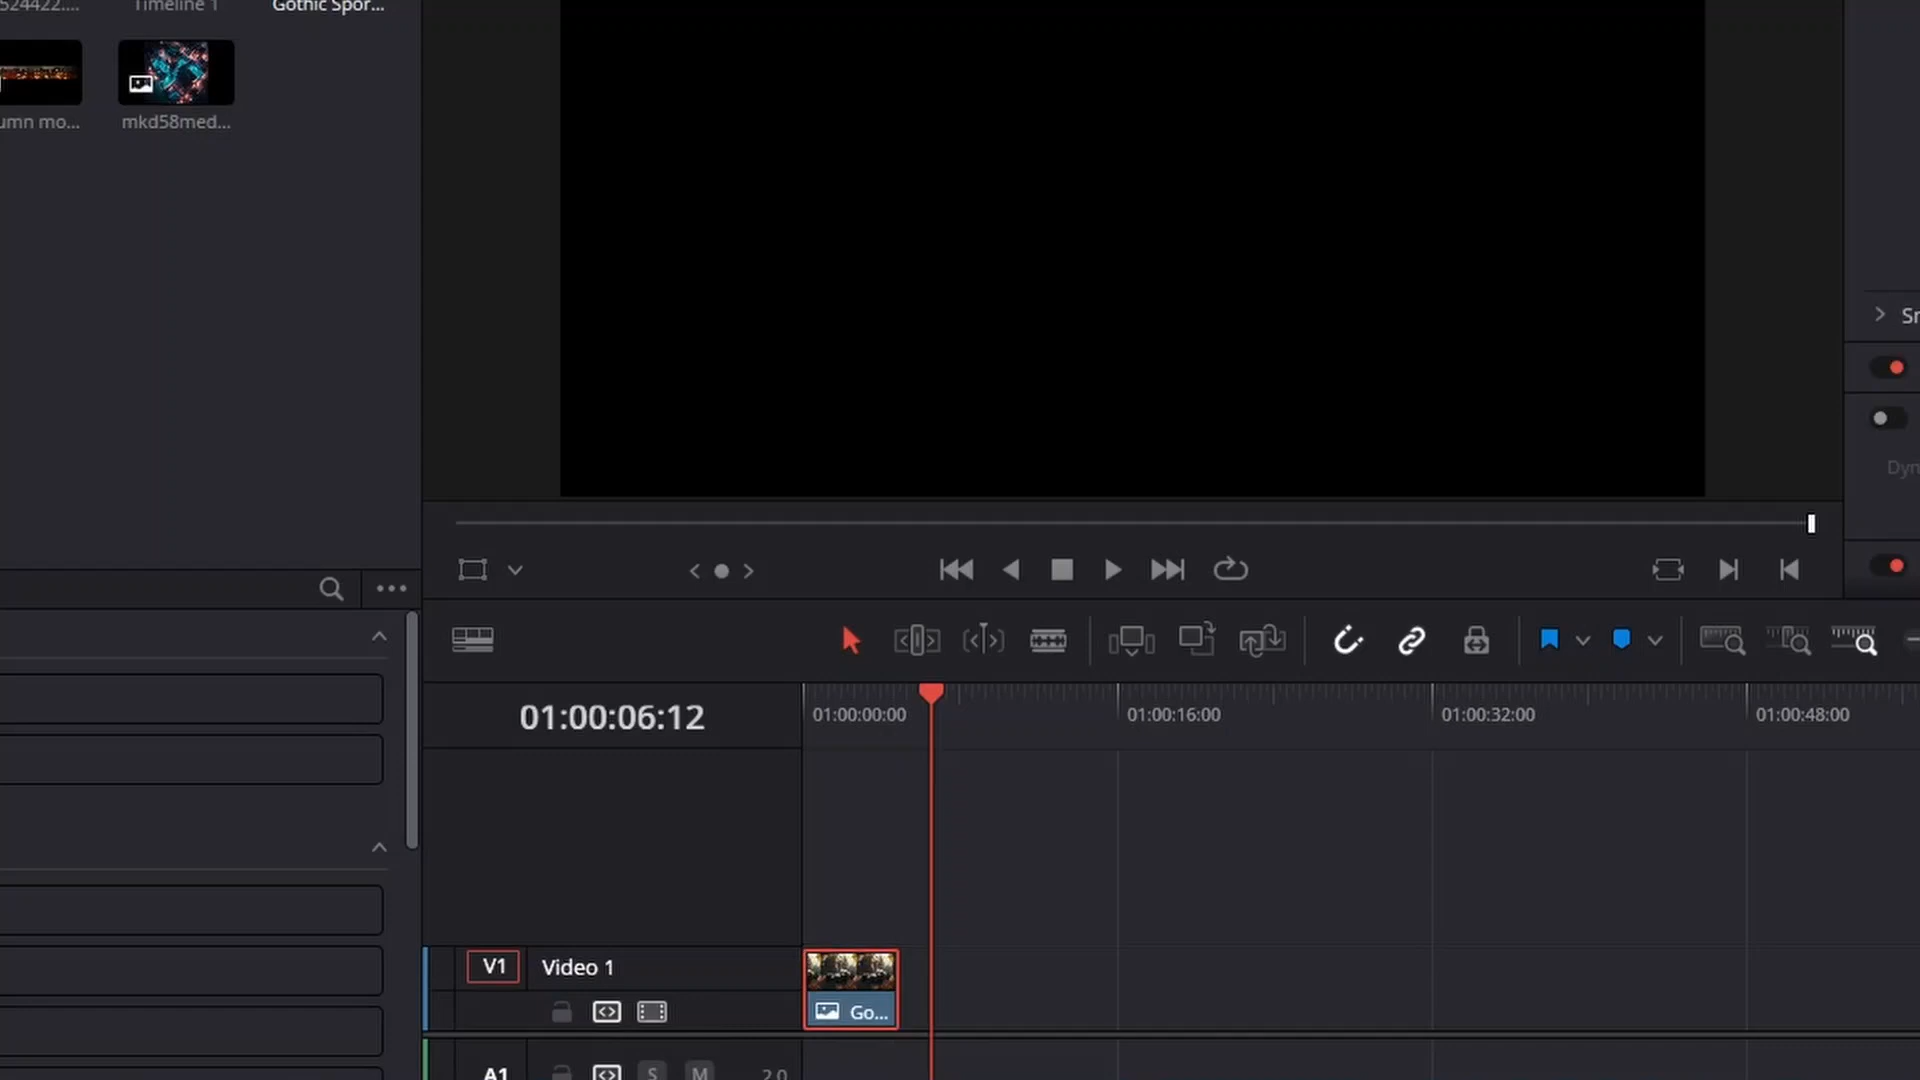 524422....
Timeline 1
Gothic Spor...
umn mo...
mkd58med...
Sr
Dyn
01:00:06:12
01:00:00:00
01:00:16:00
01:00:32:00
01:00:48:00
V1
Video 1
Go...
A1
S
M
2.0